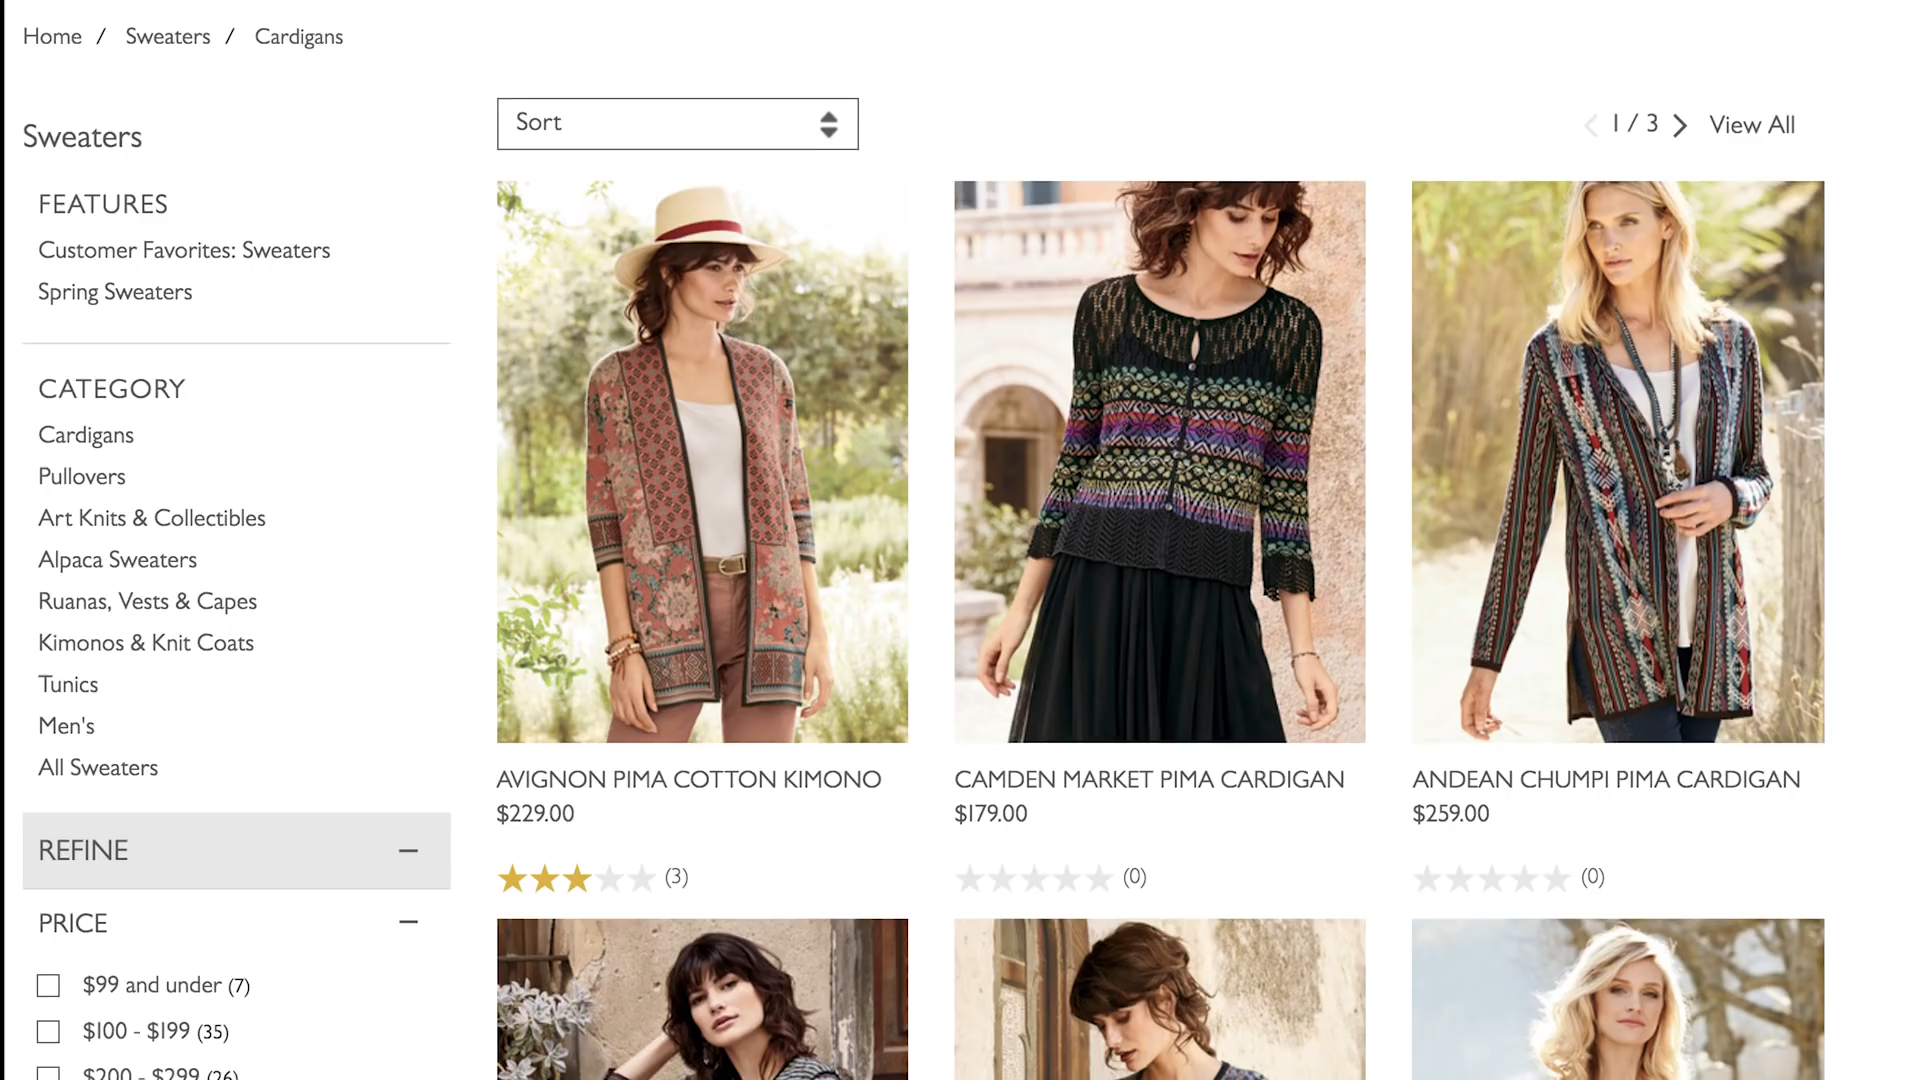 Home / Sweaters / Cardigans
Sweaters
FEATURES
Customer Favorites: Sweaters
Spring Sweaters
CATEGORY
Cardigans
Pullovers
Art Knits & Collectibles
Alpaca Sweaters
Ruanas, Vests & Capes
Kimonos & Knit Coats
Tunics
Men's
All Sweaters
REFINE
PRICE
$99 and under (7)
$100 - $199 (35)
$200 - $299 (26)
Sort
1 / 3 View All
AVIGNON PIMA COTTON KIMONO
$229.00
(3)
CAMDEN MARKET PIMA CARDIGAN
$179.00
(0)
ANDEAN CHUMPI PIMA CARDIGAN
$259.00
(0)